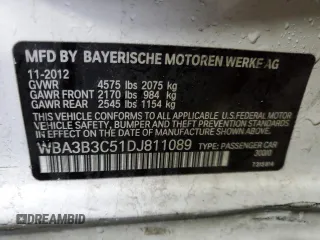 MFD BY BAYERISCHE MOTOREN WERKE AG
11-2012
GVWR 4575 lbs 2075 kg
GAWR FRONT 2170 lbs 984 kg
GAWR REAR 2545 lbs 1154 kg
THIS VEHICLE CONFORMS TO ALL APPLICABLE U.S. FEDERAL MOTOR
VEHICLE SAFETY, BUMPER, AND THEFT PREVENTION STANDARDS IN
EFFECT ON THE DATE OF MANUFACTURE SHOWN ABOVE.
WBA3B3C51DJ811089 TYPE: PASSENGER CAR
AUTOBIDMASTER